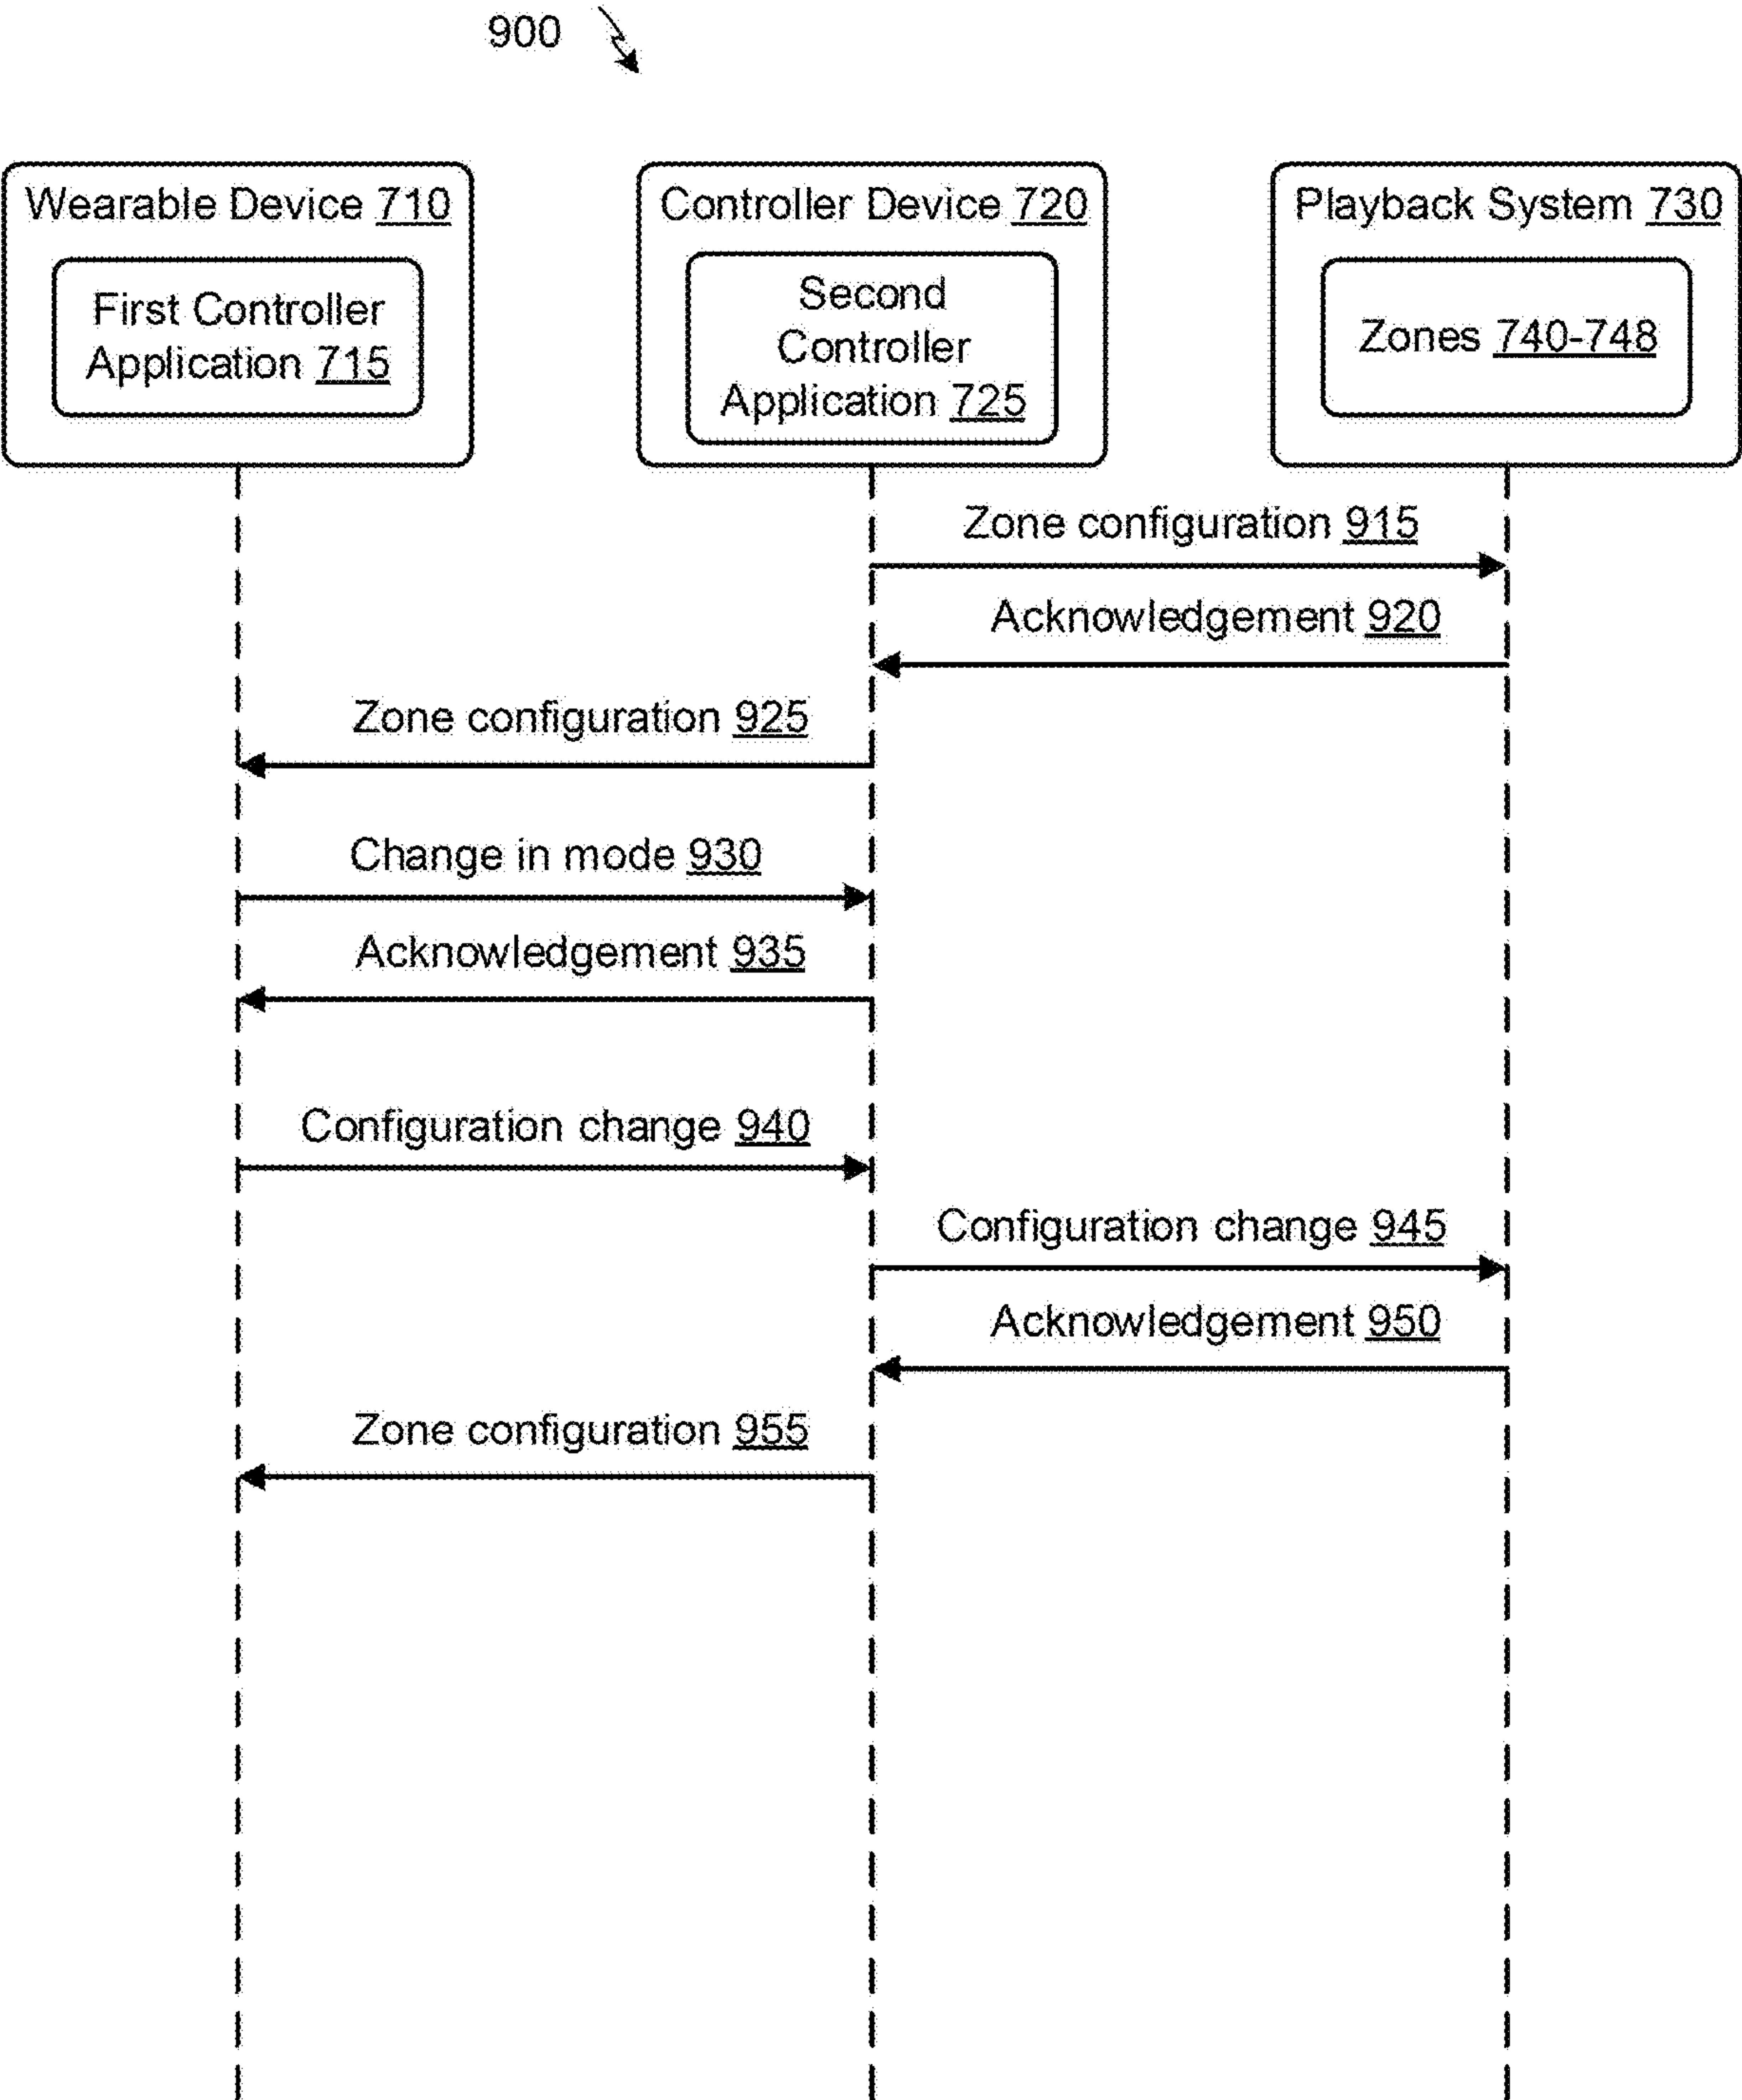 900
Wearable Device 710
First Controller
Application 715
Controller Device 720
Second
Controller
Application 725
Playback System 730
Zones 740-748
Zone configuration 915
Acknowledgement 920
Zone configuration 925
Change in mode 930
Acknowledgement 935
Configuration change 940
Configuration change 945
Acknowledgement 950
Zone configuration 955